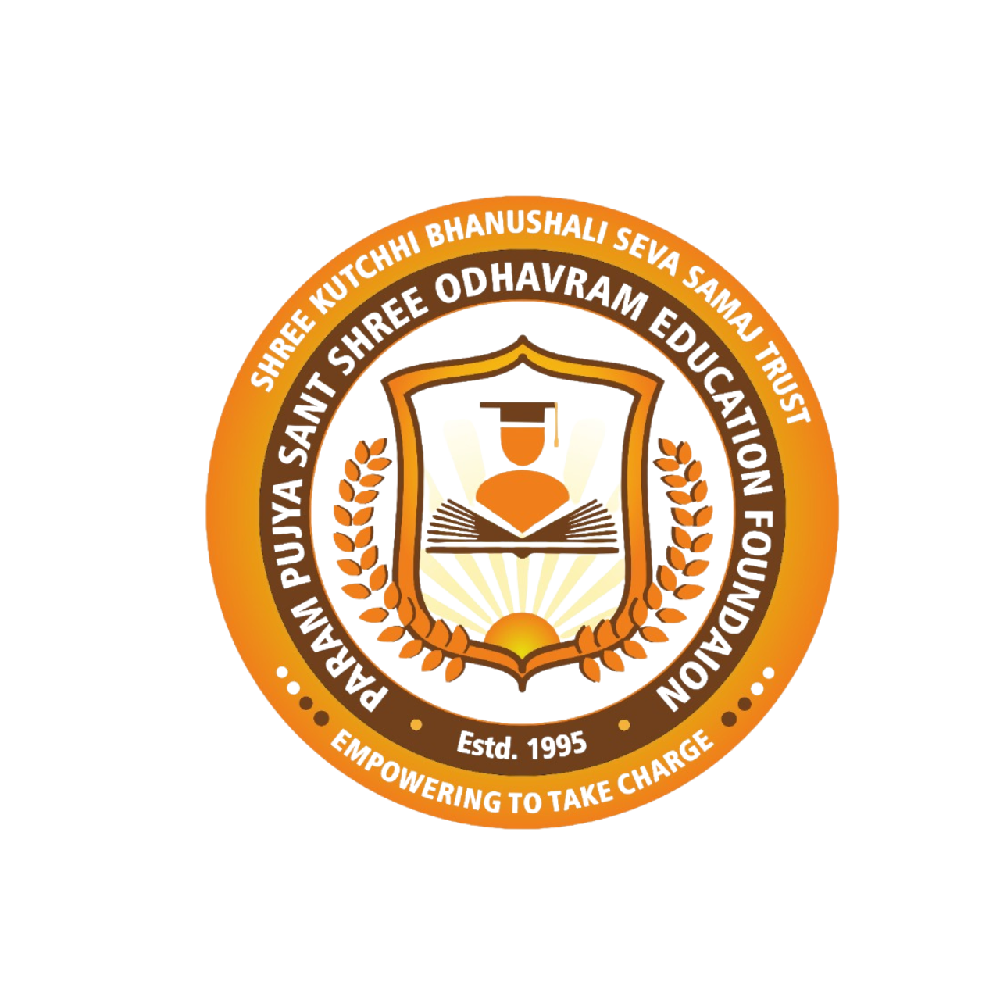 SHREE KUTCHHI BHANUSHALI SEVA SAMAJ TRUST
PARAM PUJYA SANT SHREE ODHAVRAM EDUCATION FOUNDAION
Estd. 1995
EMPOWERING TO TAKE CHARGE